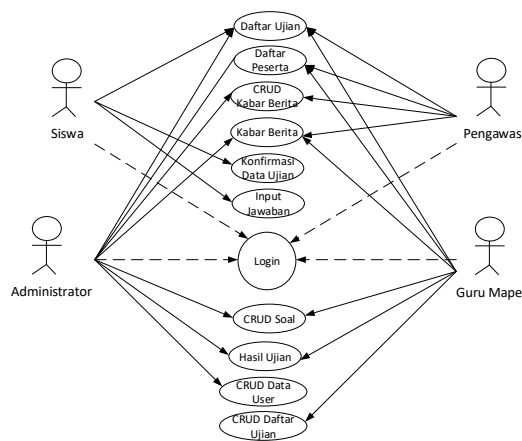 Daftar Ujian
Daftar
Peserta
CRUD
Kabar Berita
Kabar Berita
Konfirmasi
Data Ujian
Input
Jawaban
Login
CRUD Soal
Hasil Ujian
CRUD Data
User
CRUD Daftar
Ujian
Siswa
Administrator
Pengawas
Guru Mape